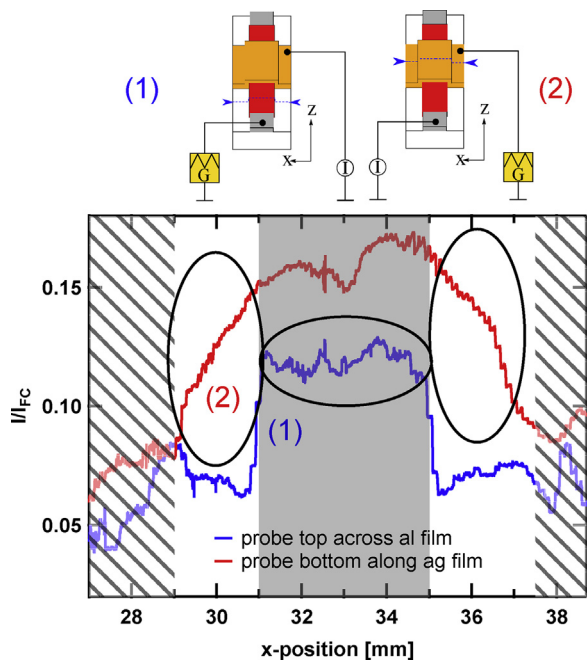 (1)
(2)
Z
X
G
I
I
Z
X
G
I/I_FC
0.15
0.10
0.05
(2)
(1)
probe top across al film
probe bottom along ag film
28 30 32 34 36 38
x-position [mm]